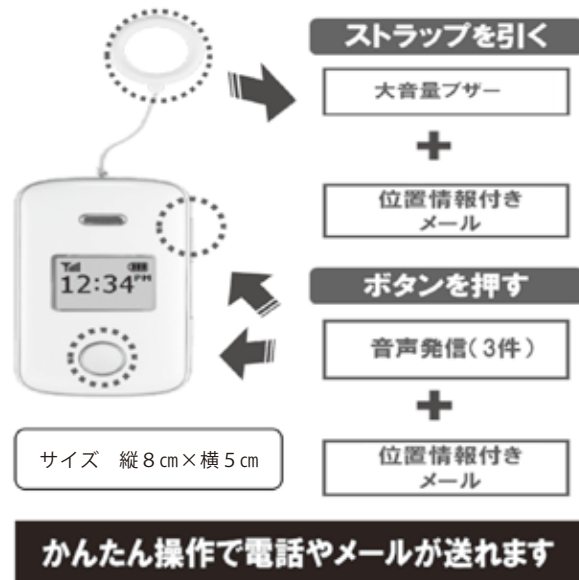 ストラップを引く
大音量ブザー
+
位置情報付き
メール
12:34PM
ボタンを押す
音声発信(3件)
+
位置情報付き
メール
サイズ 縦8㎝×横5㎝
かんたん操作で電話やメールが送れます